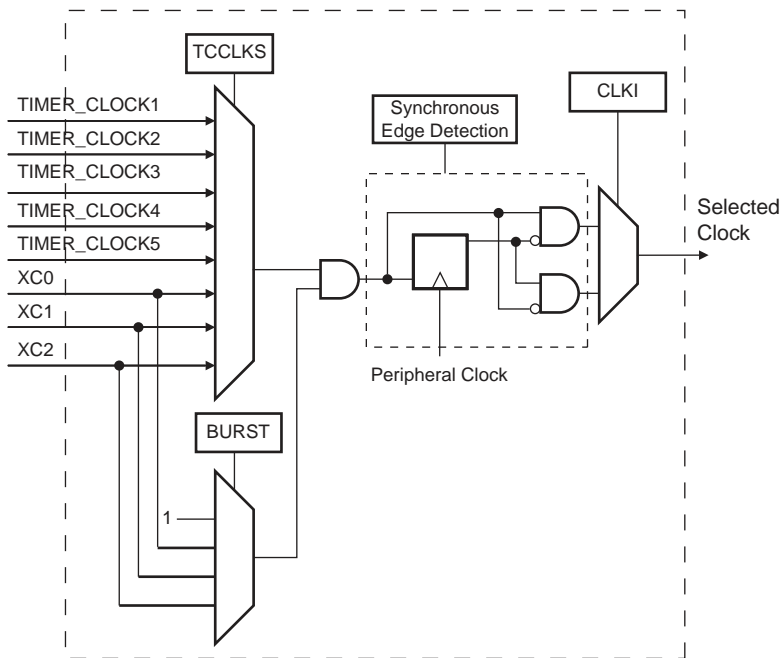 TCCLKS
CLKI
TIMER_CLOCK1
Synchronous
Edge Detection
TIMER_CLOCK2
TIMER_CLOCK3
TIMER_CLOCK4
Selected
Clock
TIMER_CLOCK5
XC0
XC1
XC2
Peripheral Clock
BURST
1